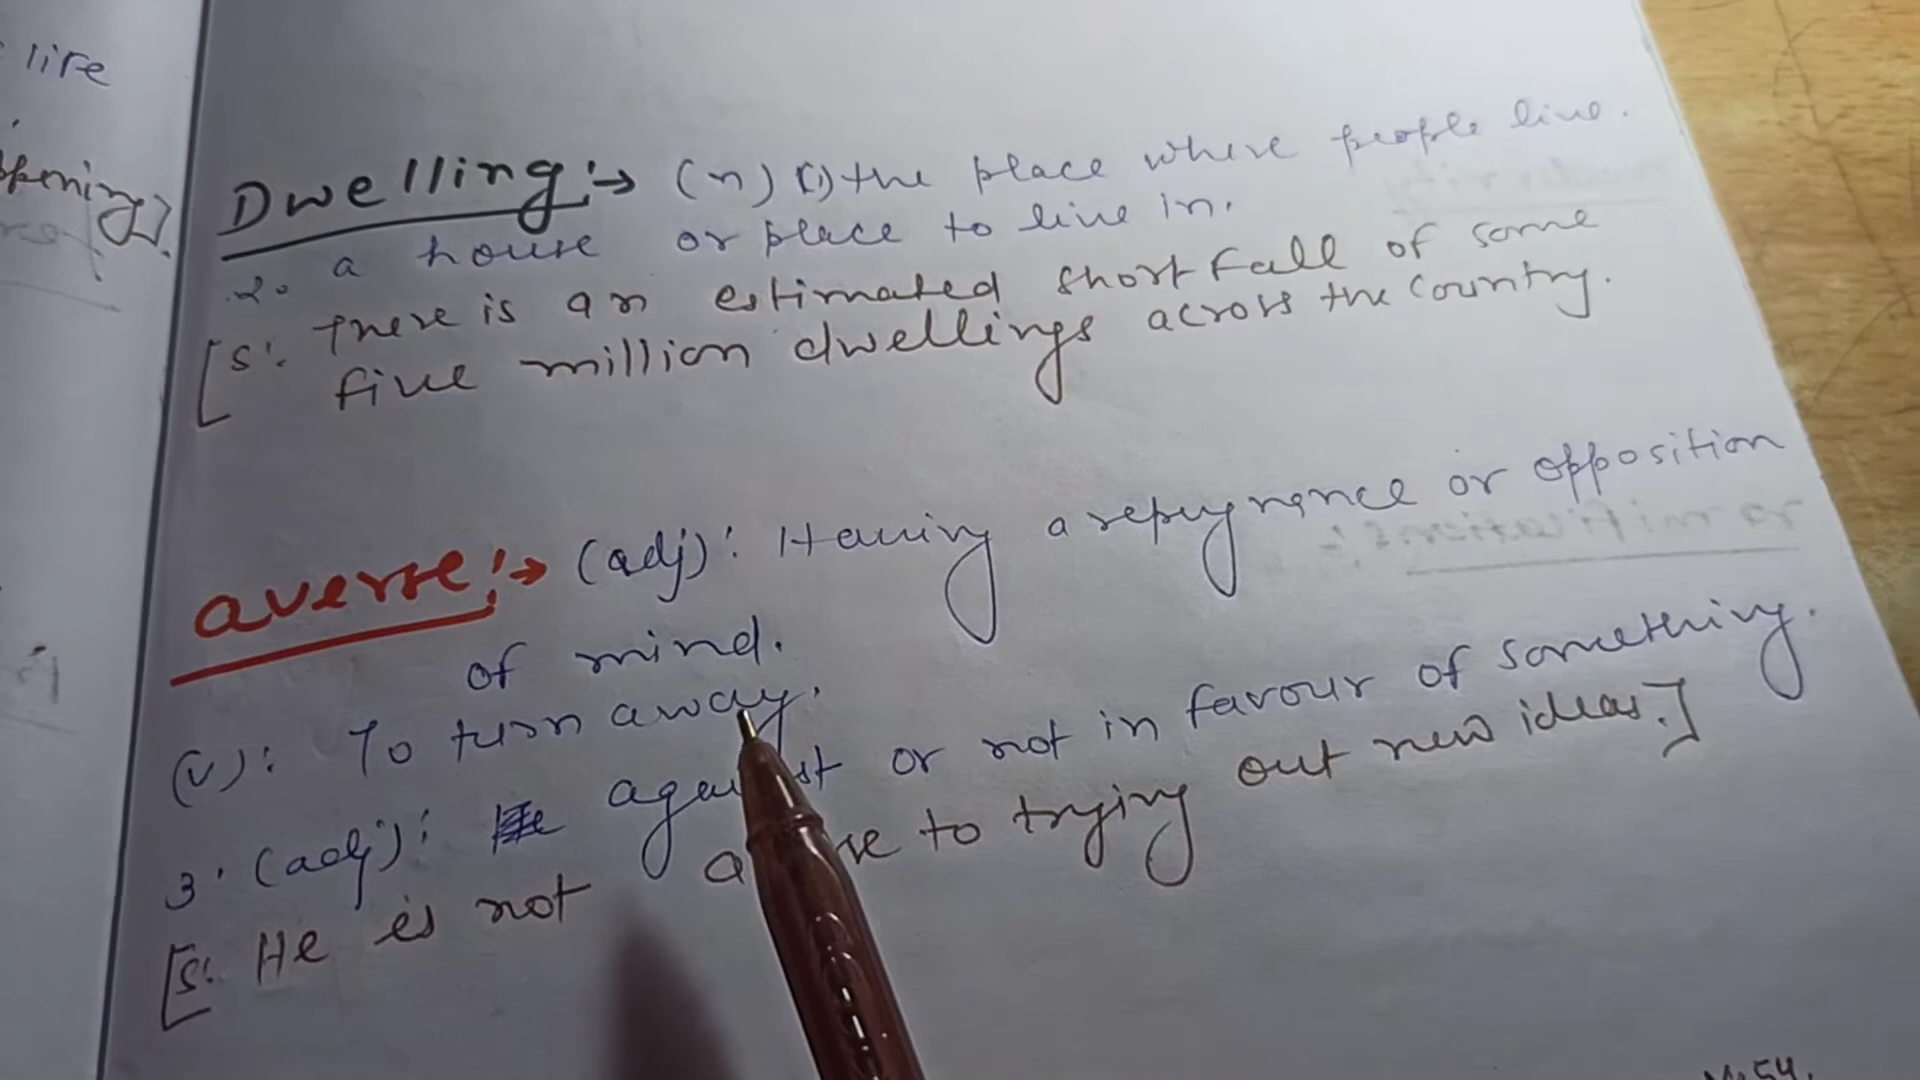 life
pening].
Dwelling:→ (n) (1) the place where people live.
2. a house or place to live in.
[S: There is an estimated shortfall of some
five million dwellings across the country.
averse:→ (adj): Having a repugnance or opposition
of mind.
(v): To turn away.
3. (adj): against or not in favour of something.
[S: He is not to trying out new ideas.]